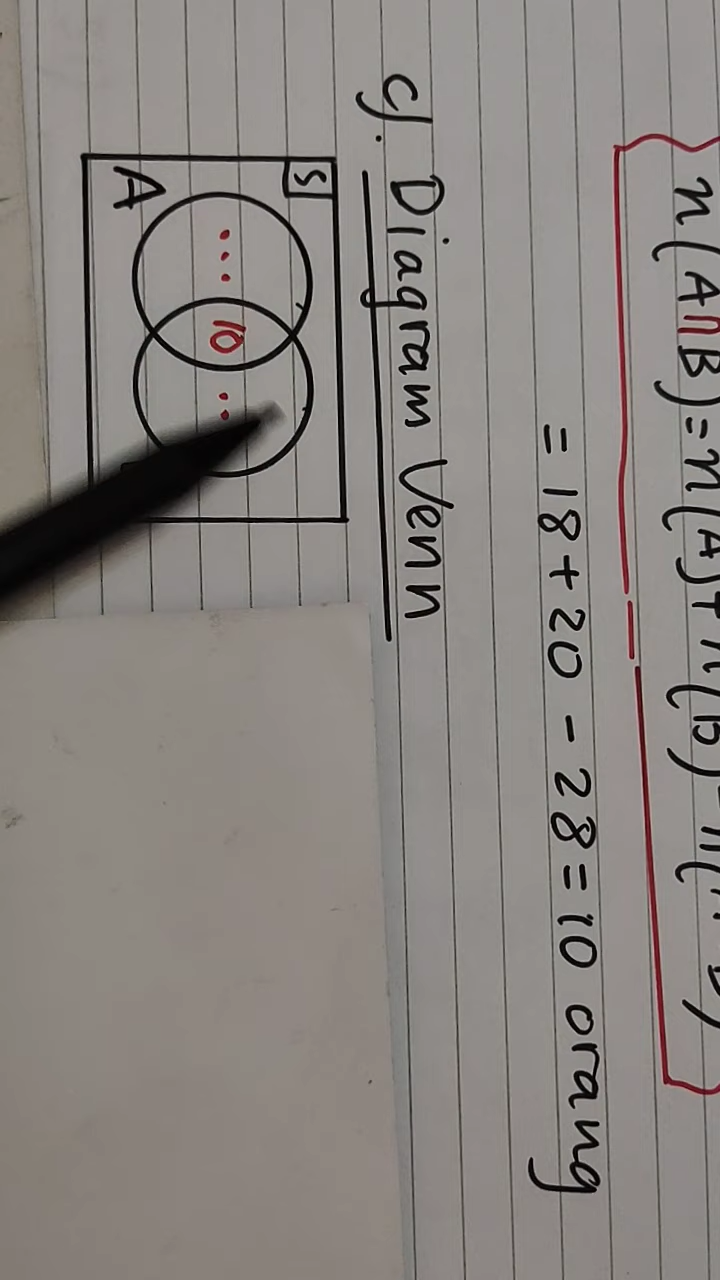 n(A∩B)=n(A)+n(B)-n(
= 18 + 20 - 28 = 10 orang
c). Diagram Venn
S
A
... 10 ..